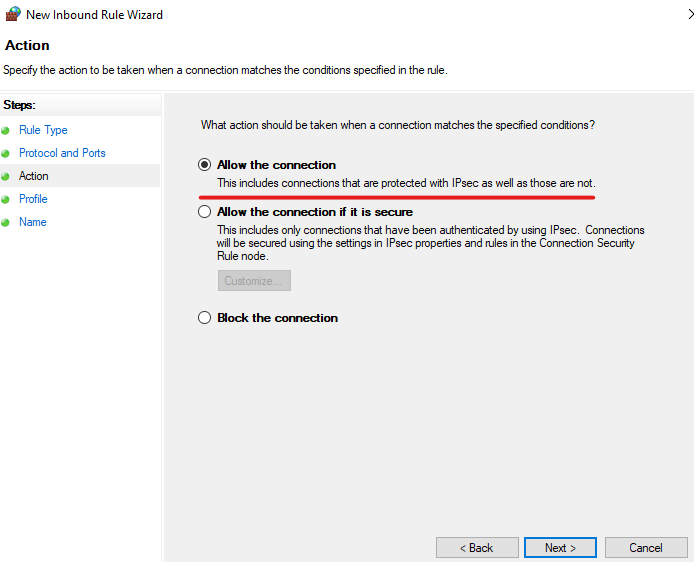 New Inbound Rule Wizard
Action
Specify the action to be taken when a connection matches the conditions specified in the rule.
Steps:
Rule Type
Protocol and Ports
Action
Profile
Name
What action should be taken when a connection matches the specified conditions?
Allow the connection
This includes connections that are protected with IPsec as well as those are not.
Allow the connection if it is secure
This includes only connections that have been authenticated by using IPsec. Connections
will be secured using the settings in IPsec properties and rules in the Connection Security
Rule node.
Customize...
Block the connection
< Back
Next >
Cancel